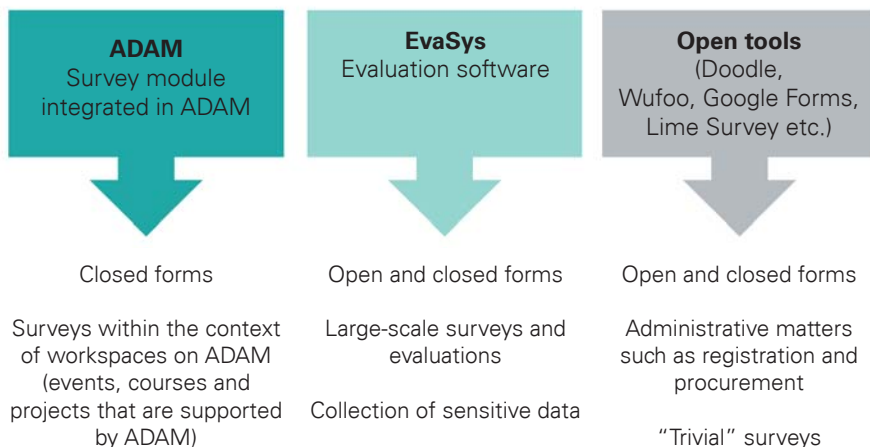 ADAM
Survey module
integrated in ADAM
EvaSys
Evaluation software
Open tools
(Doodle,
Wufoo, Google Forms,
Lime Survey etc.)
Closed forms
Surveys within the context
of workspaces on ADAM
(events, courses and
projects that are supported
by ADAM)
Open and closed forms
Large-scale surveys and
evaluations
Collection of sensitive data
Open and closed forms
Administrative matters
such as registration and
procurement
“Trivial” surveys